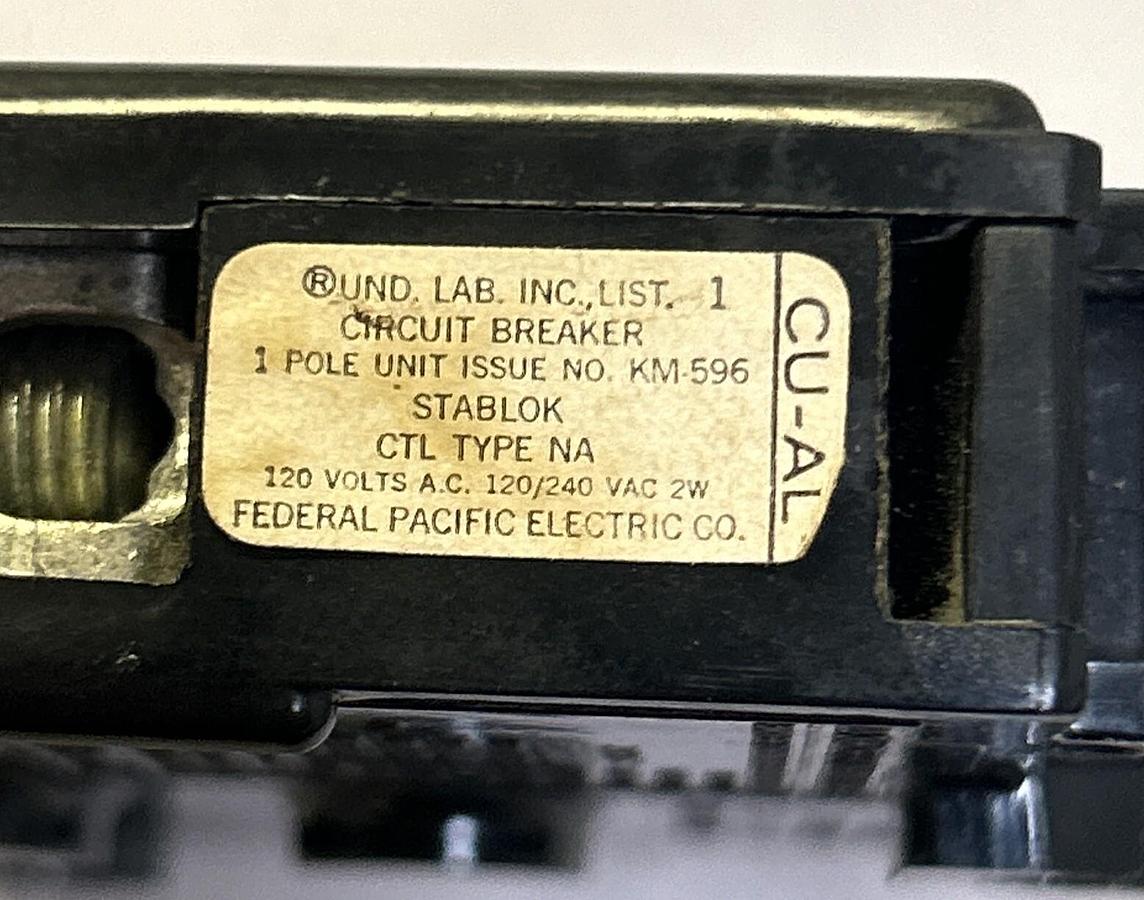 ®UND. LAB. INC., LIST. 1
CIRCUIT BREAKER
1 POLE UNIT ISSUE NO. KM-596
STABLOK
CTL TYPE NA
120 VOLTS A.C. 120/240 VAC 2W
FEDERAL PACIFIC ELECTRIC CO.
CU-AL